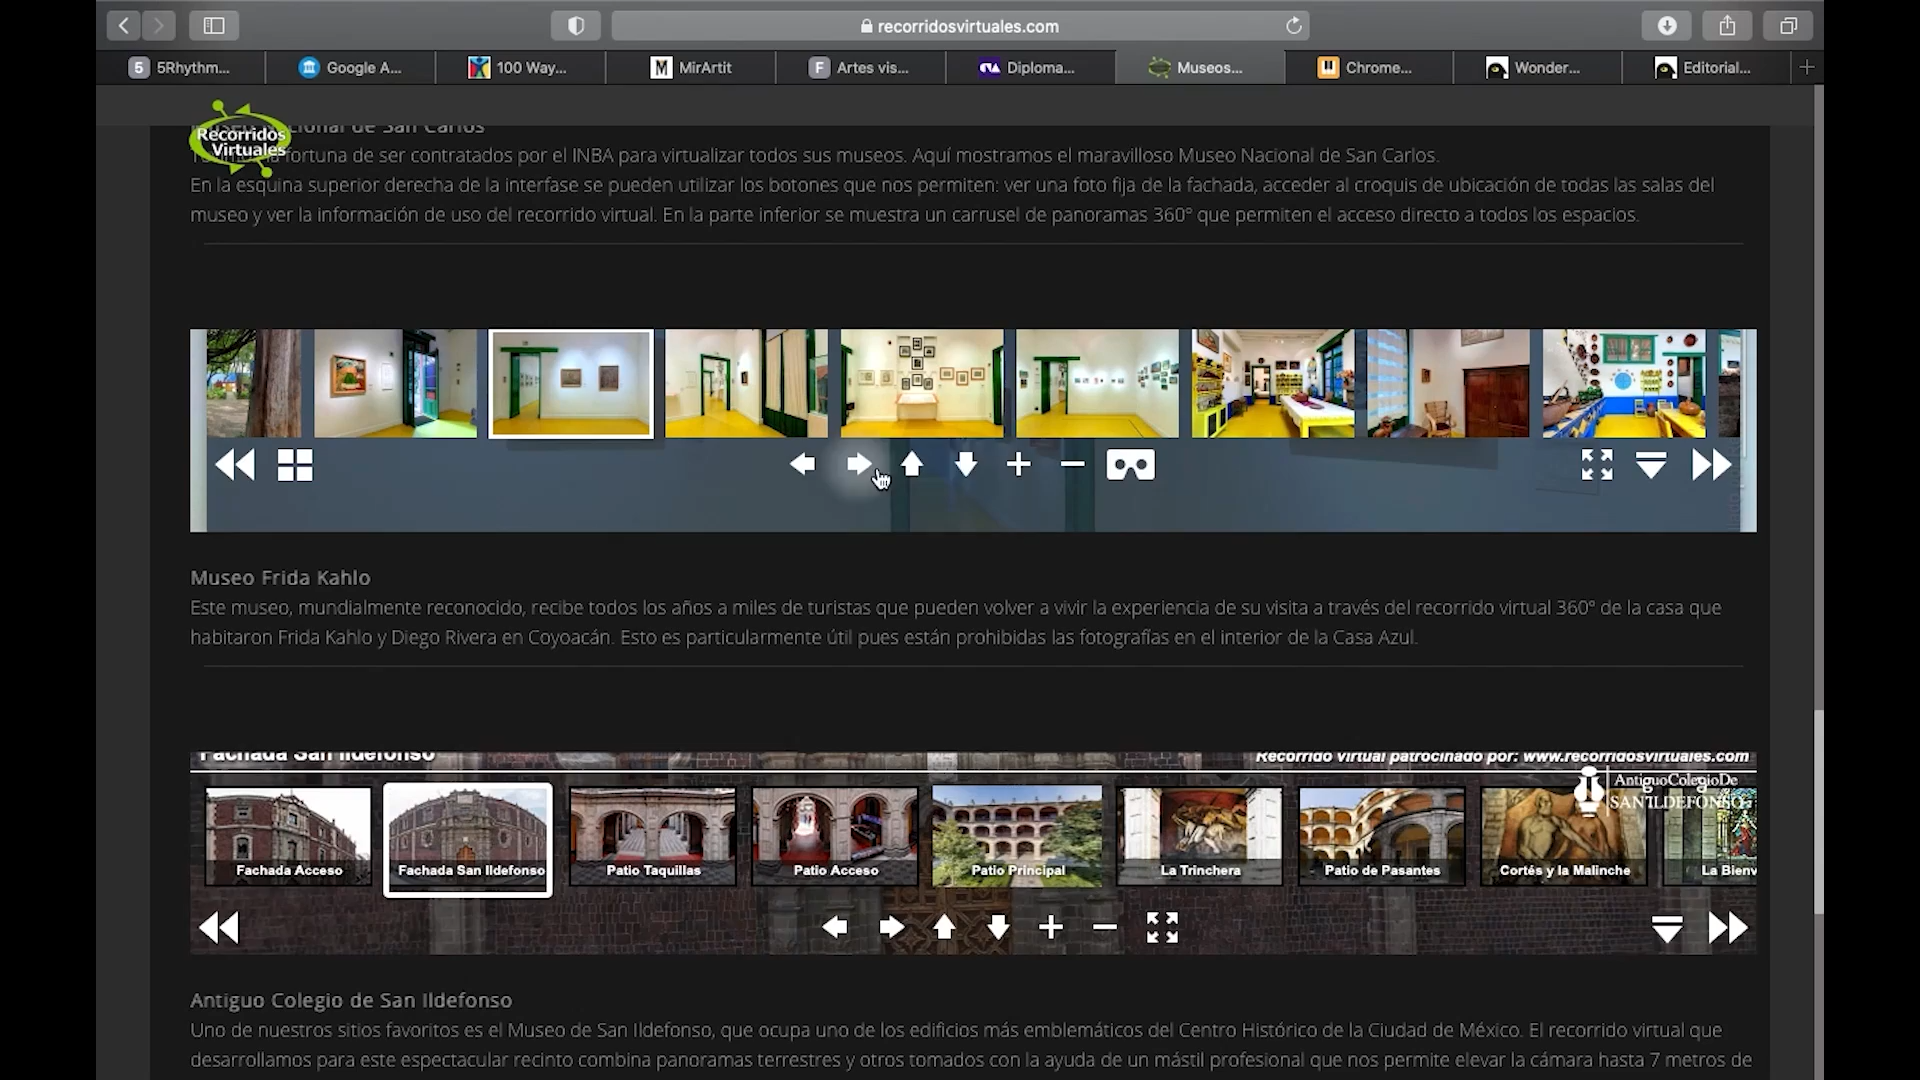 recorridosvirtuales.com
5 5Rhythm...
Google A...
100 Way...
M MirArtit
F Artes vis...
Diploma...
Museos...
Chrome...
Wonder...
Editorial...
Recorridos
Virtuales
Nacional de San Carlos
fortuna de ser contratados por el INBA para virtualizar todos sus museos. Aquí mostramos el maravilloso Museo Nacional de San Carlos.
En la esquina superior derecha de la interfase se pueden utilizar los botones que nos permiten: ver una foto fija de la fachada, acceder al croquis de ubicación de todas las salas del
museo y ver la información de uso del recorrido virtual. En la parte inferior se muestra un carrusel de panoramas 360º que permiten el acceso directo a todos los espacios.
Museo Frida Kahlo
Este museo, mundialmente reconocido, recibe todos los años a miles de turistas que pueden volver a vivir la experiencia de su visita a través del recorrido virtual 360º de la casa que
habitaron Frida Kahlo y Diego Rivera en Coyoacán. Esto es particularmente útil pues están prohibidas las fotografías en el interior de la Casa Azul.
Fachada San Ildefonso
Recorrido virtual patrocinado por: www.recorridosvirtuales.com
AntiguoColegioDe
SANILDEFONSO
Fachada Acceso
Fachada San Ildefonso
Patio Taquillas
Patio Acceso
Patio Principal
La Trinchera
Patio de Pasantes
Cortés y la Malinche
La Bienv
Antiguo Colegio de San Ildefonso
Uno de nuestros sitios favoritos es el Museo de San Ildefonso, que ocupa uno de los edificios más emblemáticos del Centro Histórico de la Ciudad de México. El recorrido virtual que
desarrollamos para este espectacular recinto combina panoramas terrestres y otros tomados con la ayuda de un mástil profesional que nos permite elevar la cámara hasta 7 metros de